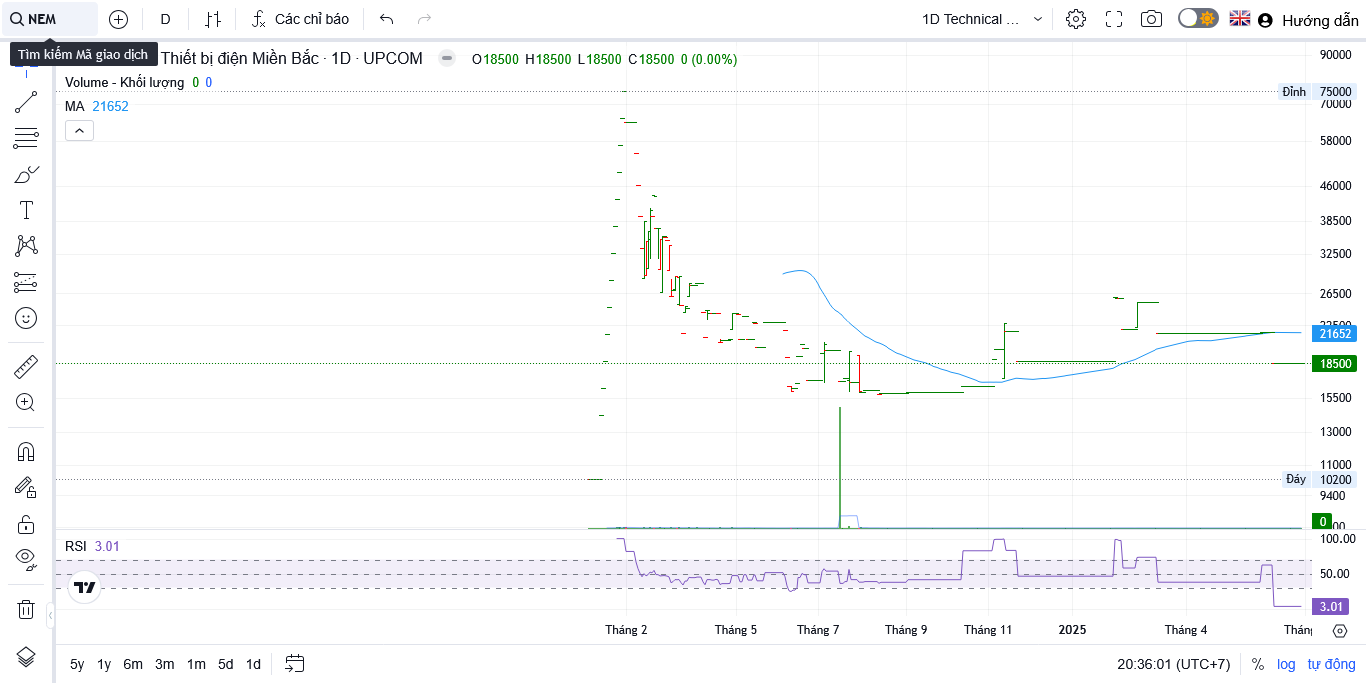 NEM
D
Các chỉ báo
1D Technical ...
Hướng dẫn
Tìm kiếm Mã giao dịch
Thiết bị điện Miền Bắc · 1D · UPCOM
O18500 H18500 L18500 C18500 0 (0.00%)
Volume - Khối lượng 0 0
MA 21652
90000
Đỉnh 75000
70000
58000
46000
38500
32500
26500
22500
21652
18500
15500
13000
11000
Đáy 10200
9400
0
RSI 3.01
100.00
50.00
3.01
Tháng 2 Tháng 5 Tháng 7 Tháng 9 Tháng 11 2025 Tháng 4 Thán
5y 1y 6m 3m 1m 5d 1d
20:36:01 (UTC+7) % log tự động